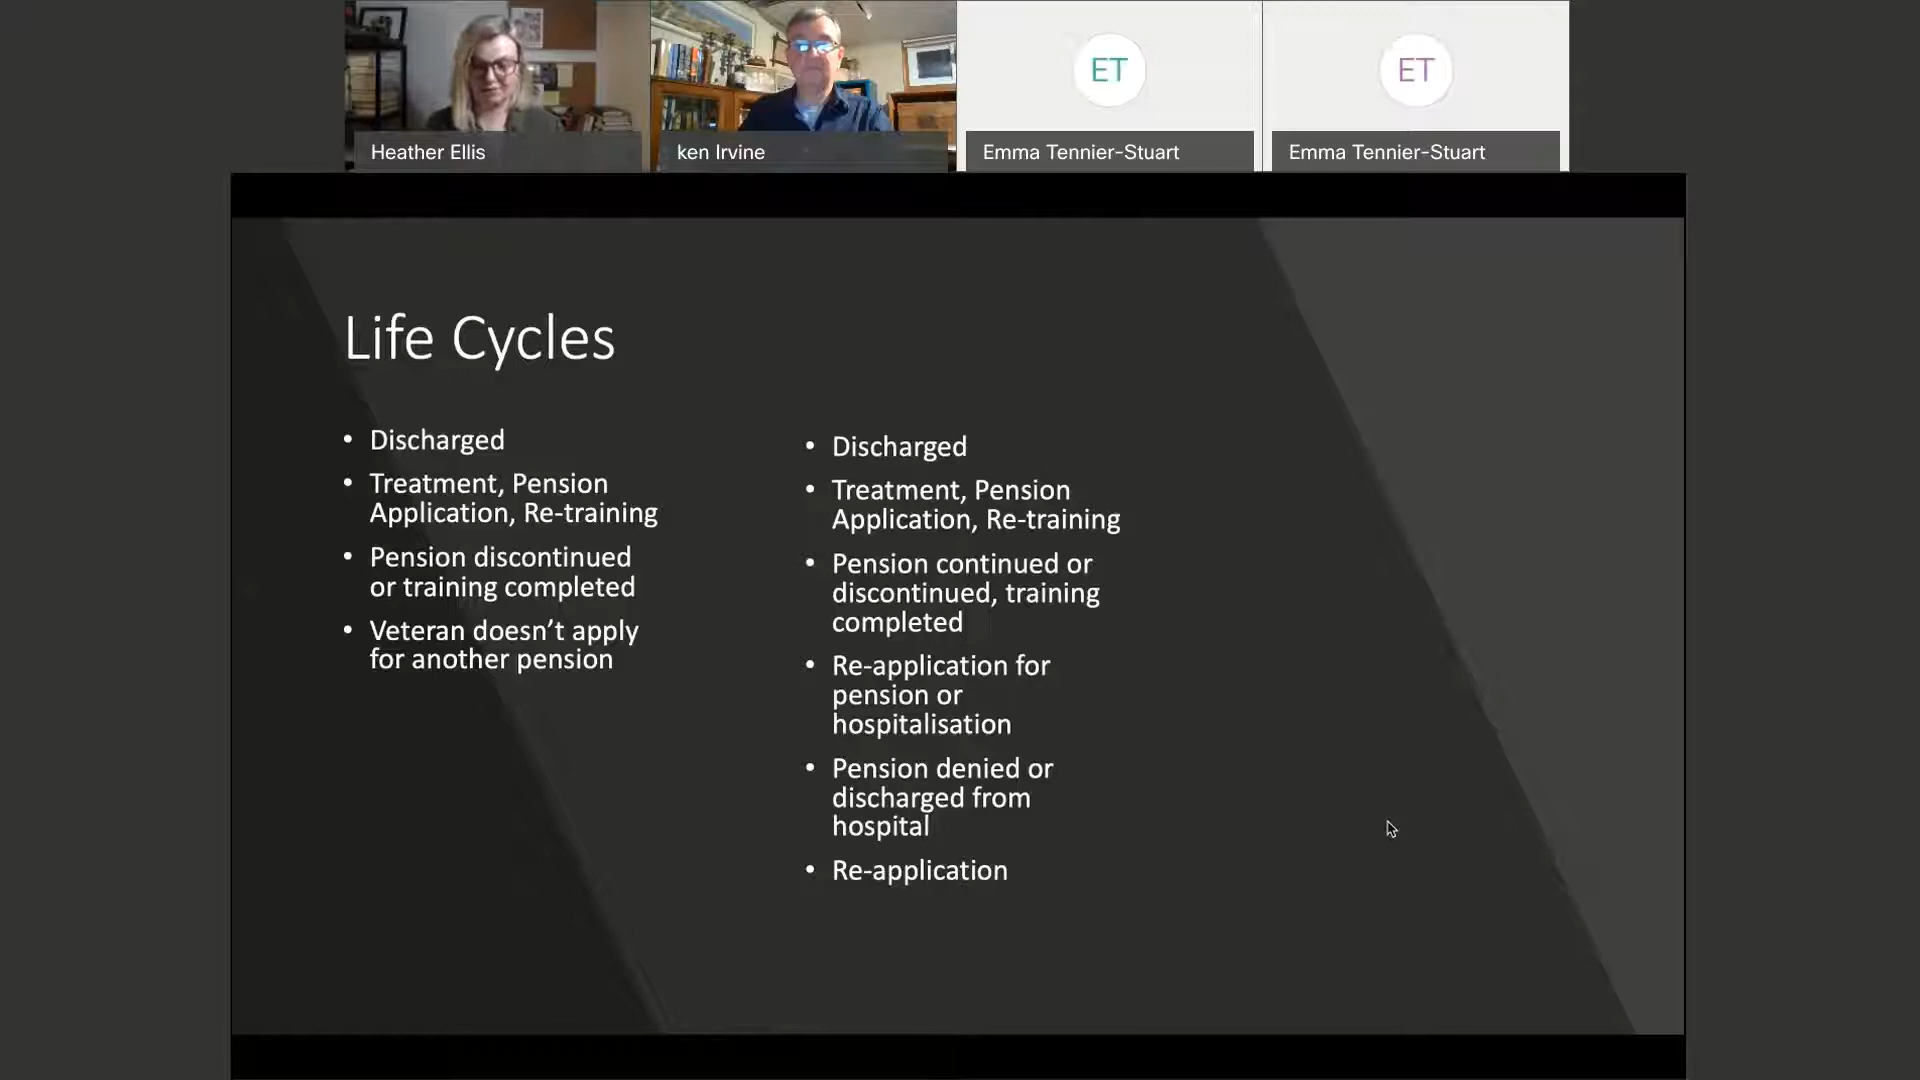 ET
ET
Heather Ellis
ken Irvine
Emma Tennier-Stuart
Emma Tennier-Stuart
Life Cycles
• Discharged
• Treatment, Pension
Application, Re-training
• Pension discontinued
or training completed
• Veteran doesn’t apply
for another pension
• Discharged
• Treatment, Pension
Application, Re-training
• Pension continued or
discontinued, training
completed
• Re-application for
pension or
hospitalisation
• Pension denied or
discharged from
hospital
• Re-application